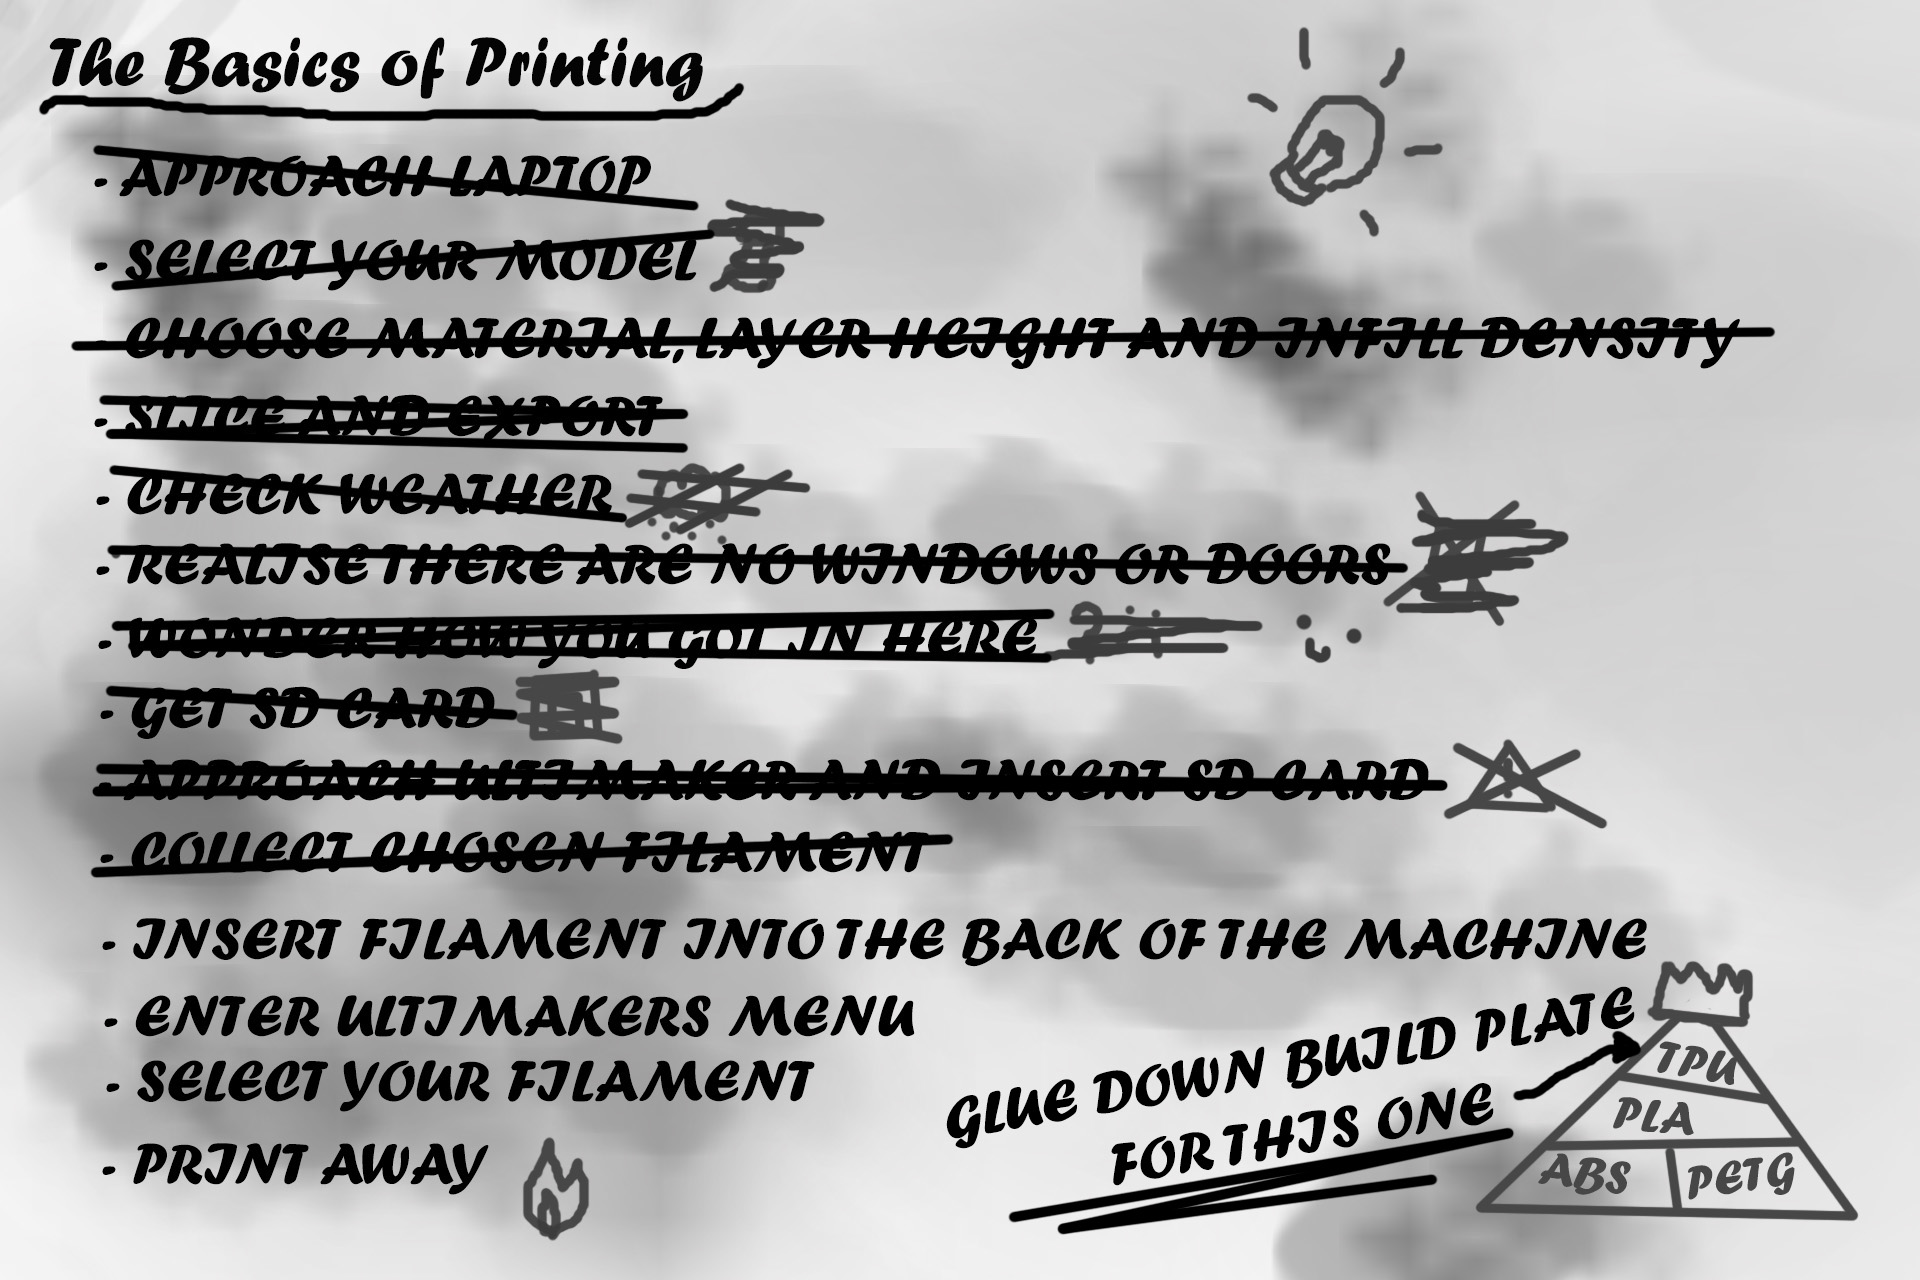 The Basics of Printing
- APPROACH LAPTOP
- SELECT YOUR MODEL
- CHOOSE MATERIAL, LAYER HEIGHT AND INFILL DENSITY
- SLICE AND EXPORT
- CHECK WEATHER
- REALISE THERE ARE NO WINDOWS OR DOORS
- WONDER HOW YOU GOT IN HERE
- GET SD CARD
- APPROACH ULTIMAKER AND INSERT SD CARD
- COLLECT CHOSEN FILAMENT
- INSERT FILAMENT INTO THE BACK OF THE MACHINE
- ENTER ULTIMAKERS MENU
- SELECT YOUR FILAMENT
- PRINT AWAY
GLUE DOWN BUILD PLATE
FOR THIS ONE
TPU
PLA
ABS PETG